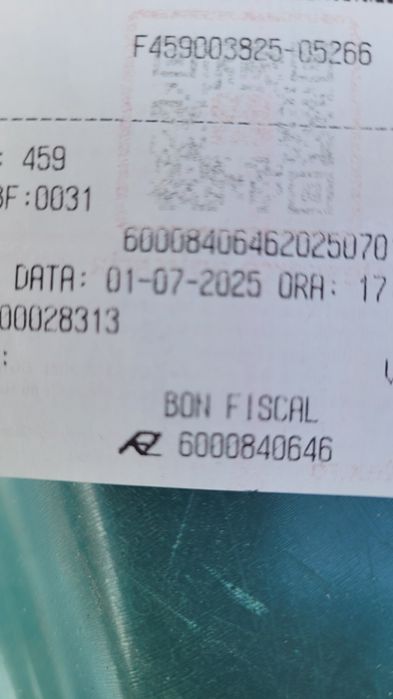 F459003825-05266
: 459
BF:0031
60008406462025070
DATA: 01-07-2025 ORA: 17
00028313
:
BON FISCAL
6000840646